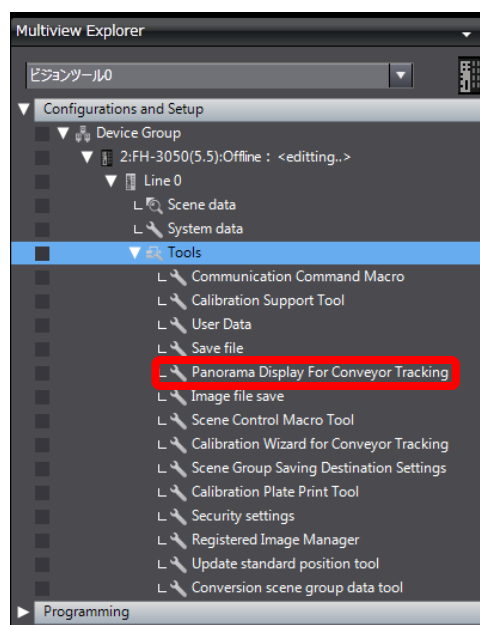 Multiview Explorer
ビジョンツール0
Configurations and Setup
Device Group
2:FH-3050(5.5):Offline : <editting..>
Line 0
Scene data
System data
Tools
Communication Command Macro
Calibration Support Tool
User Data
Save file
Panorama Display For Conveyor Tracking
Image file save
Scene Control Macro Tool
Calibration Wizard for Conveyor Tracking
Scene Group Saving Destination Settings
Calibration Plate Print Tool
Security settings
Registered Image Manager
Update standard position tool
Conversion scene group data tool
Programming